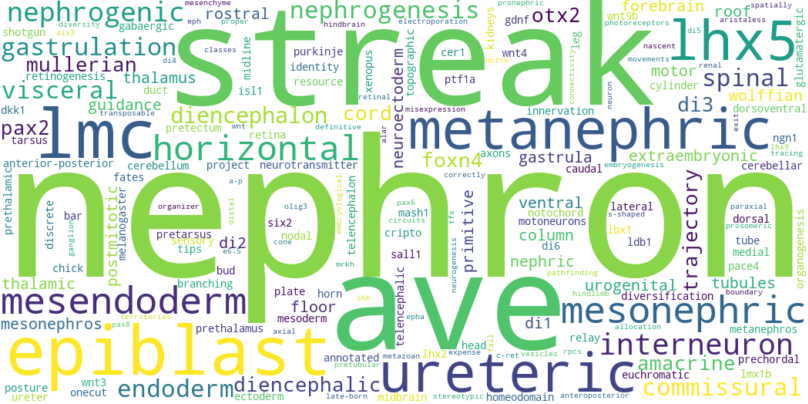 nephrogenic
rostral
nephrogenesis
otx2
wnt9b
forebrain
roof
spatially
mesenchyme
pronephric
diversity
axis
six3
gabaergic
eph
proper
hindbrain
electroporation
aristaless
photoreceptors
di5
glutamatergic
shotgun
gastrulation
di4
classes
midline
purkinje
cer1
gdnf
kidneys
leg
nascent
lhx5
streak
mullerian
retinogenesis
thalamus
identity
resource
xenopus
wnt4
connectivity
movements
renal
motor
cylinder
spinal
visceral
duct
isl1
retinal
ptf1a
topographic
neuron
wolffian
dkk1
transposable
guidance
diencephalon
cord
misexpression
innervation
di3
dorsoventral
pax2
tarsus
lmc
wnt
definitive
pretectum
retina
alar
neuroectoderm
metanephric
exit
ngn1
lhx9
tracing
horizontal
foxn4
axons
extraembryonic
cerebellar
anterior-posterior
cerebellum
project
neurotransmitter
gastrula
caudal
embryogenesis
fates
a-p
correctly
prethalamic
discrete
bar
ganglion
melanogaster
postmitotic
organizer
olig3
distal
embryological
telencephalon
pax6
circuits
mash1
tfs
primitive
ventral
notochord
s-shaped
lateral
paraxial
dorsal
prosomeric
organogenesis
nephron
pretarsus
sensory
six2
nodal
cripto
motoneurons
column
di6
lbx1
ldb1
tube
medial
trajectory
chick
tips
di2
cone
e6.5
mrkh
sall1
neurogenesis
pathfinding
nephric
pace4
thalamic
bud
branching
shh
telencephalic
hindlimb
urogenital
tubules
diversification
boundary
mesendoderm
plate
horn
floor
mesoderm
ave
epha
di1
mesonephric
mesonephros
pax8
territories
prethalamus
axial
allocation
metanephros
epiblast
annotated
metazoan
lhx2
expense
head
relay
interneuron
pretubular
c-ret
vesicles
rpcs
amacrine
prechordal
euchromatic
lmx1b
posture
wnt3
endoderm
diencephalic
ureteric
commissural
ureter
onecut
ectoderm
late-born
midbrain
stereotypic
homeodomain
anteroposterior